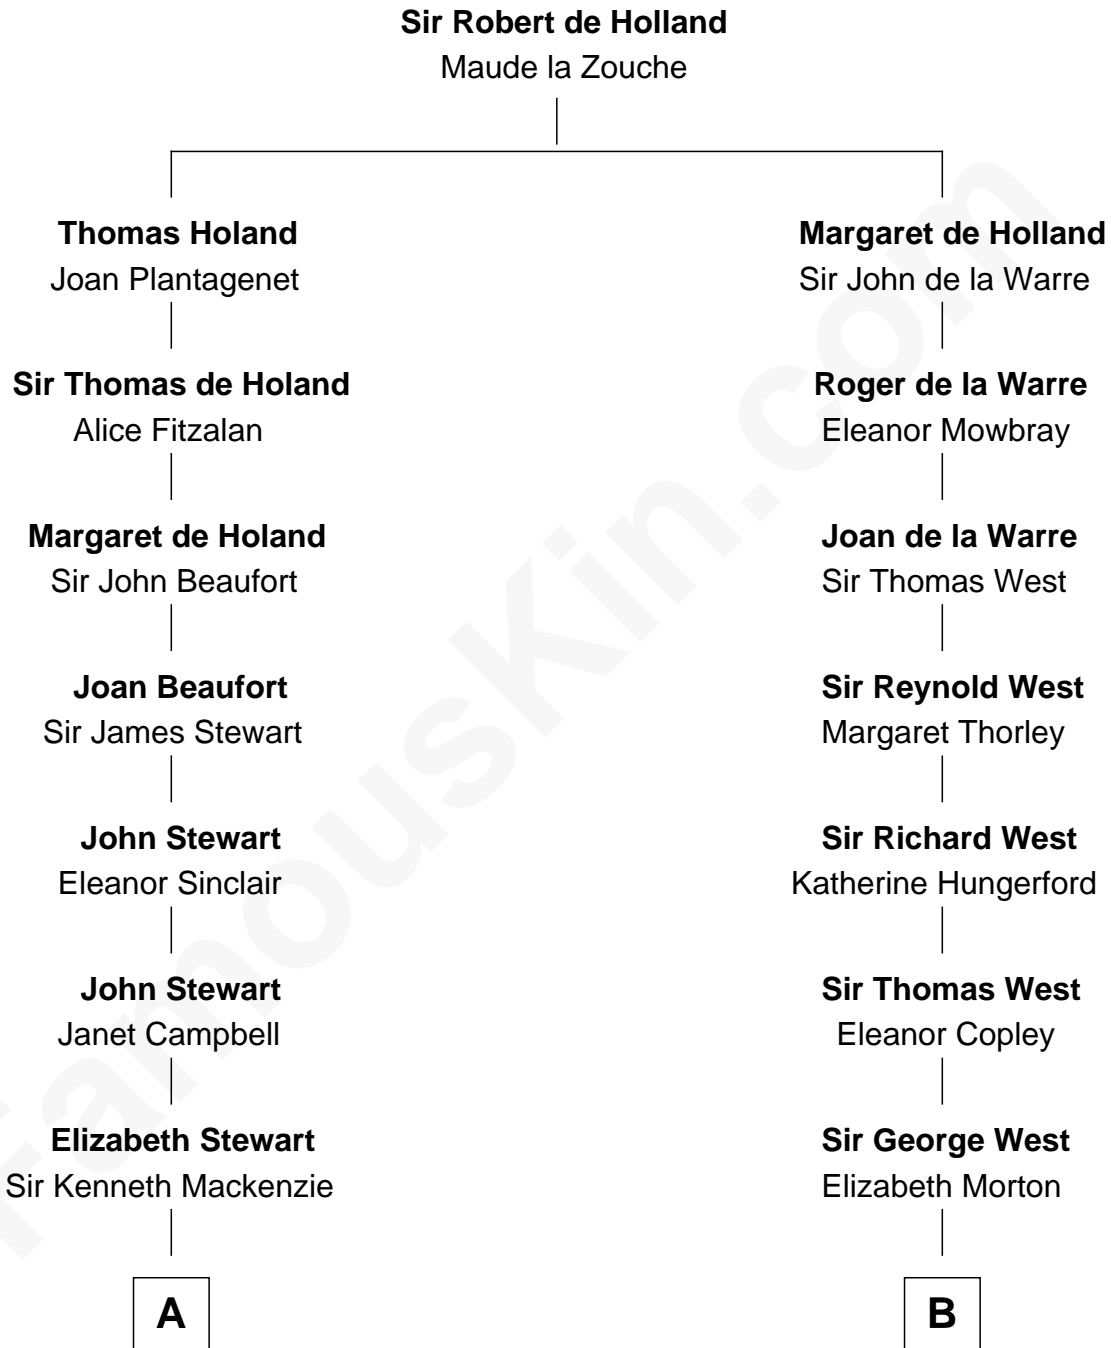 Sir Robert de Holland
Maude la Zouche
Thomas Holand
Joan Plantagenet
Margaret de Holland
Sir John de la Warre
Sir Thomas de Holand
Alice Fitzalan
Roger de la Warre
Eleanor Mowbray
Margaret de Holand
Sir John Beaufort
Joan de la Warre
Sir Thomas West
Joan Beaufort
Sir James Stewart
Sir Reynold West
Margaret Thorley
John Stewart
Eleanor Sinclair
Sir Richard West
Katherine Hungerford
John Stewart
Janet Campbell
Sir Thomas West
Eleanor Copley
Elizabeth Stewart
Sir Kenneth Mackenzie
Sir George West
Elizabeth Morton
A
B
FamousKin.com